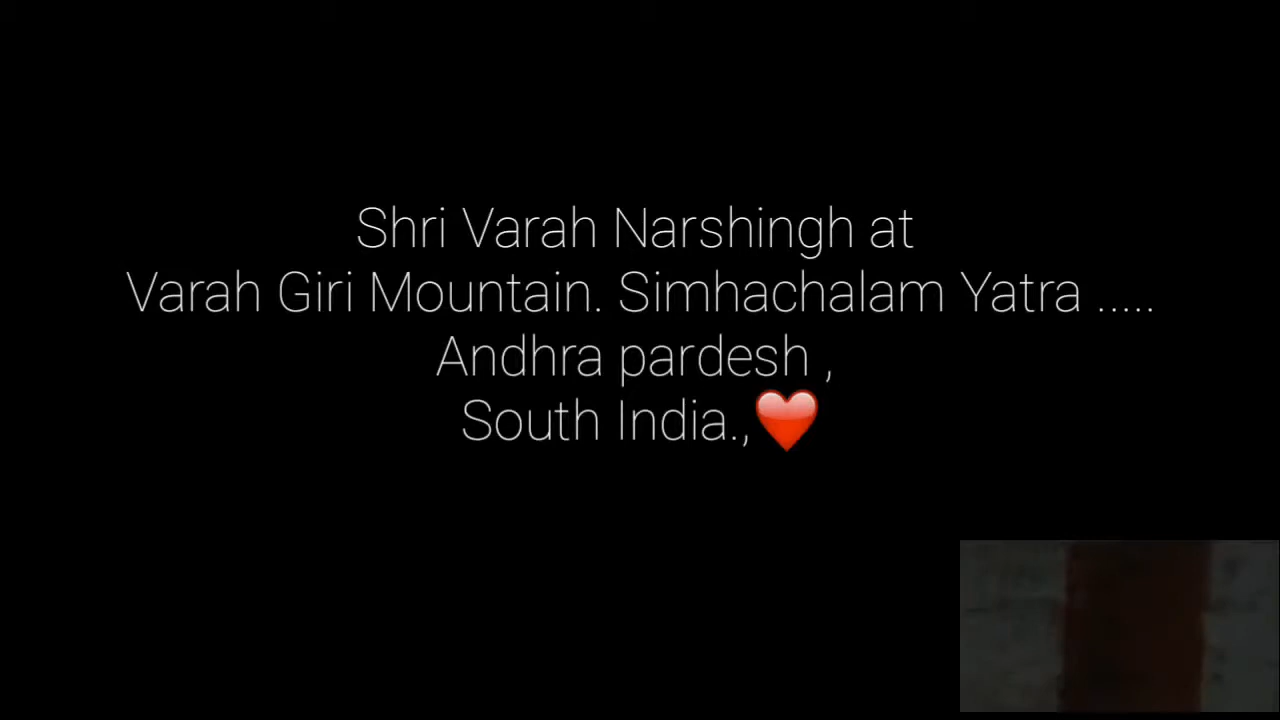 Shri Varah Narshingh at
Varah Giri Mountain. Simhachalam Yatra .....
Andhra pardesh ,
South India.,❤️